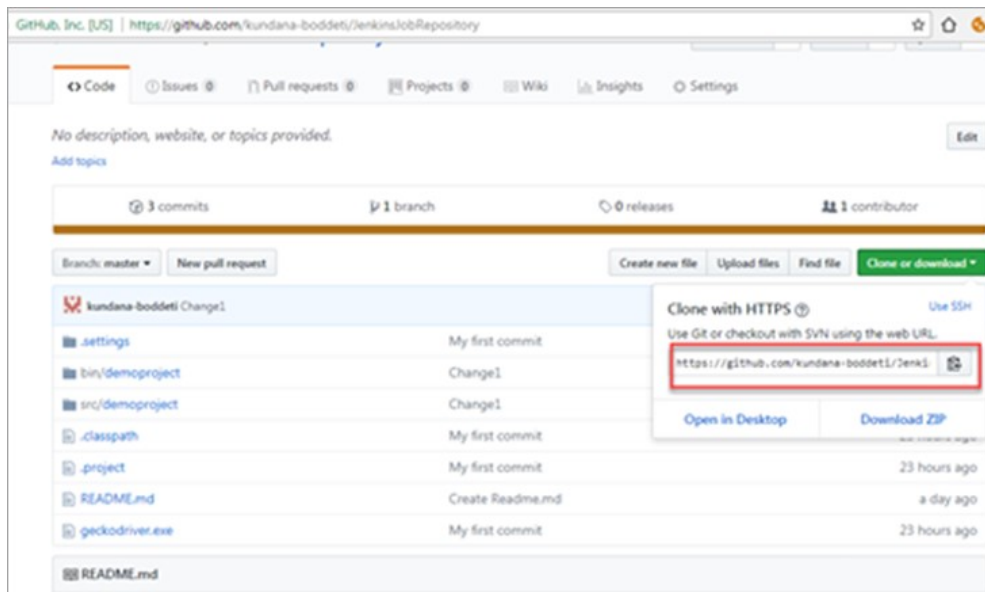 GitHub, Inc. [US] | https://github.com/kundana-boddeti/JenkinsJobRepository
Code Issues 0 Pull requests 0 Projects 0 Wiki Insights Settings
No description, website, or topics provided. Edit
Add topics
3 commits 1 branch 0 releases 1 contributor
Branch: master New pull request Create new file Upload files Find file Clone or download
kundana-boddeti Change1
Clone with HTTPS Use SSH
Use Git or checkout with SVN using the web URL.
https://github.com/kundana-boddeti/Jenki
Open in Desktop Download ZIP
.settings My first commit
bin/demoproject Change1
src/demoproject Change1
.classpath My first commit
.project My first commit 23 hours ago
README.md Create Readme.md a day ago
geckodriver.exe My first commit 23 hours ago
README.md